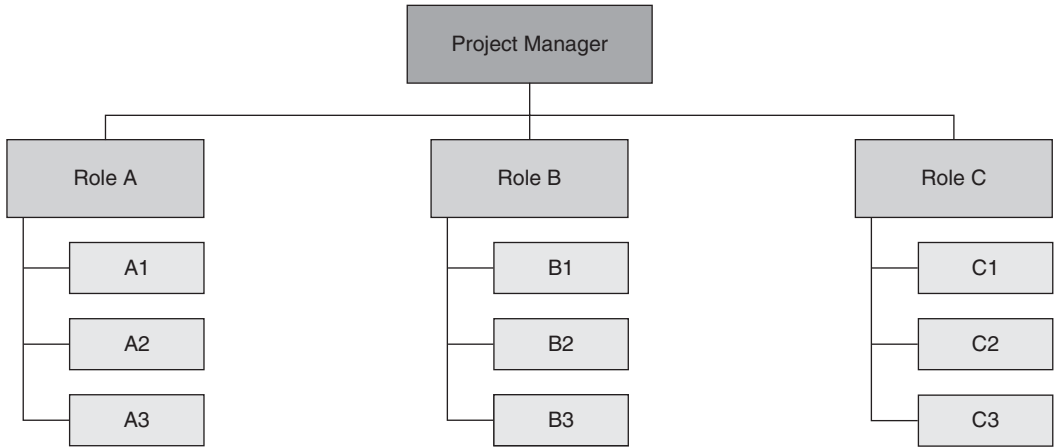 Project Manager
Role A
Role B
Role C
A1
B1
C1
A2
B2
C2
A3
B3
C3